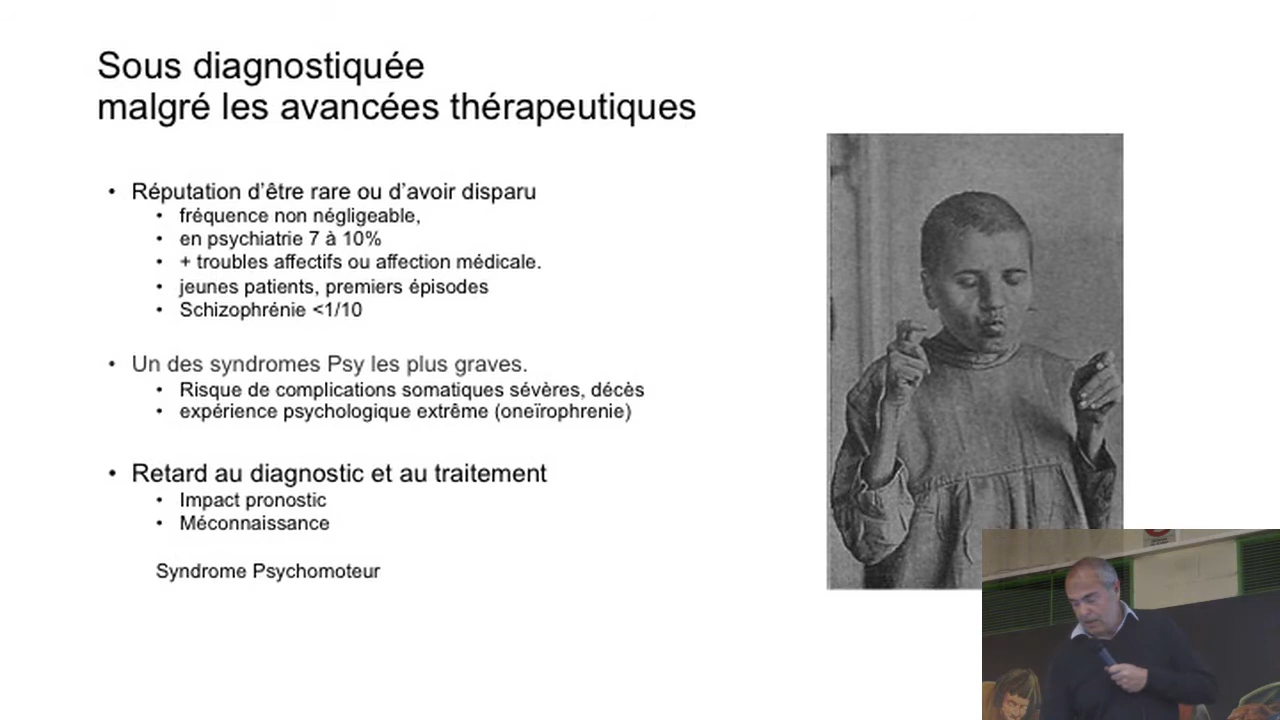 Sous diagnostiquée
malgré les avancées thérapeutiques
• Réputation d'être rare ou d'avoir disparu
• fréquence non négligeable,
• en psychiatrie 7 à 10%
• + troubles affectifs ou affection médicale.
• jeunes patients, premiers épisodes
• Schizophrénie <1/10
• Un des syndromes Psy les plus graves.
• Risque de complications somatiques sévères, décès
• expérience psychologique extrême (oneïrophrenie)
• Retard au diagnostic et au traitement
• Impact pronostic
• Méconnaissance
Syndrome Psychomoteur